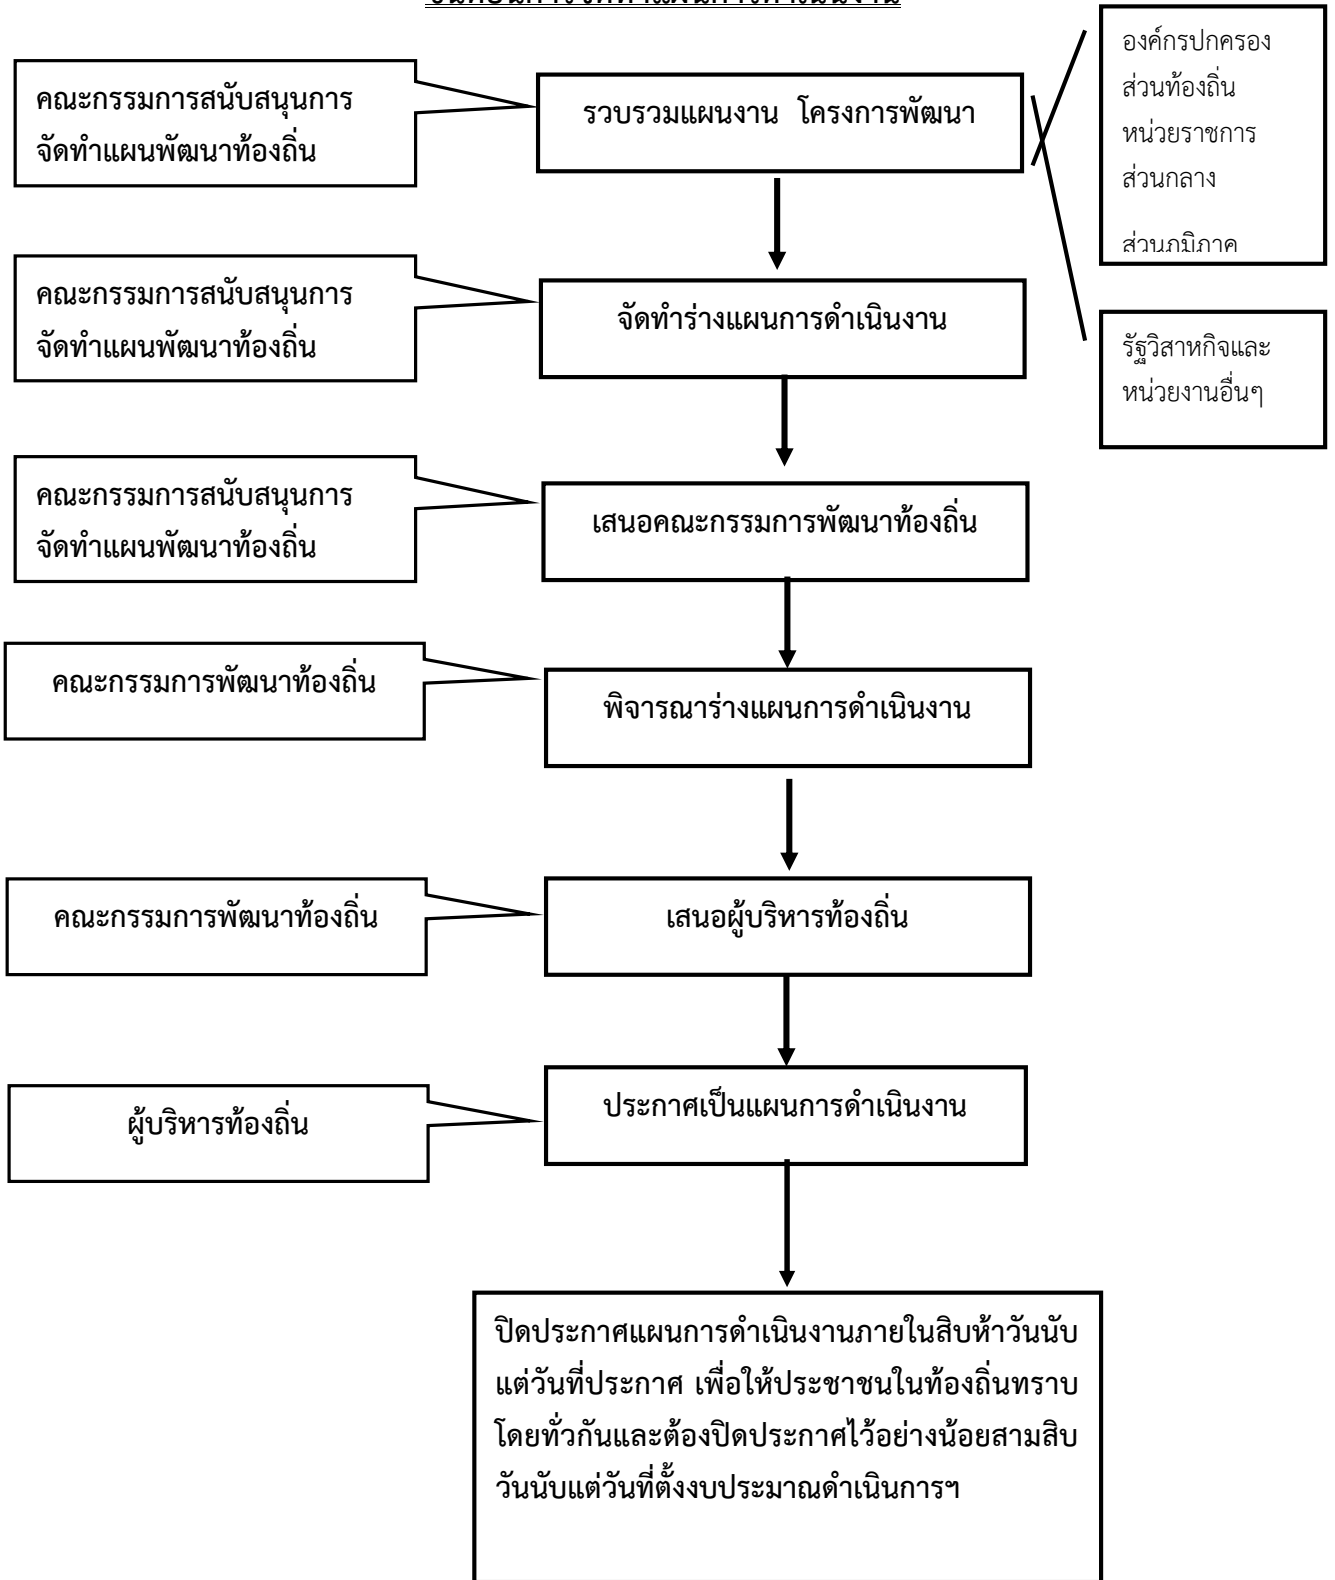 องค์กรปกครอง
ส่วนท้องถิ่น
หน่วยราชการ
ส่วนกลาง
ส่วนภูมิภาค
คณะกรรมการสนับสนุนการ
จัดทำแผนพัฒนาท้องถิ่น
รวบรวมแผนงาน โครงการพัฒนา
คณะกรรมการสนับสนุนการ
จัดทำแผนพัฒนาท้องถิ่น
จัดทำร่างแผนการดำเนินงาน
รัฐวิสาหกิจและ
หน่วยงานอื่นๆ
คณะกรรมการสนับสนุนการ
จัดทำแผนพัฒนาท้องถิ่น
เสนอคณะกรรมการพัฒนาท้องถิ่น
คณะกรรมการพัฒนาท้องถิ่น
พิจารณาร่างแผนการดำเนินงาน
คณะกรรมการพัฒนาท้องถิ่น
เสนอผู้บริหารท้องถิ่น
ผู้บริหารท้องถิ่น
ประกาศเป็นแผนการดำเนินงาน
ปิดประกาศแผนการดำเนินงานภายในสิบห้าวันนับ
แต่วันที่ประกาศ เพื่อให้ประชาชนในท้องถิ่นทราบ
โดยทั่วกันและต้องปิดประกาศไว้อย่างน้อยสามสิบ
วันนับแต่วันที่ตั้งงบประมาณดำเนินการฯ